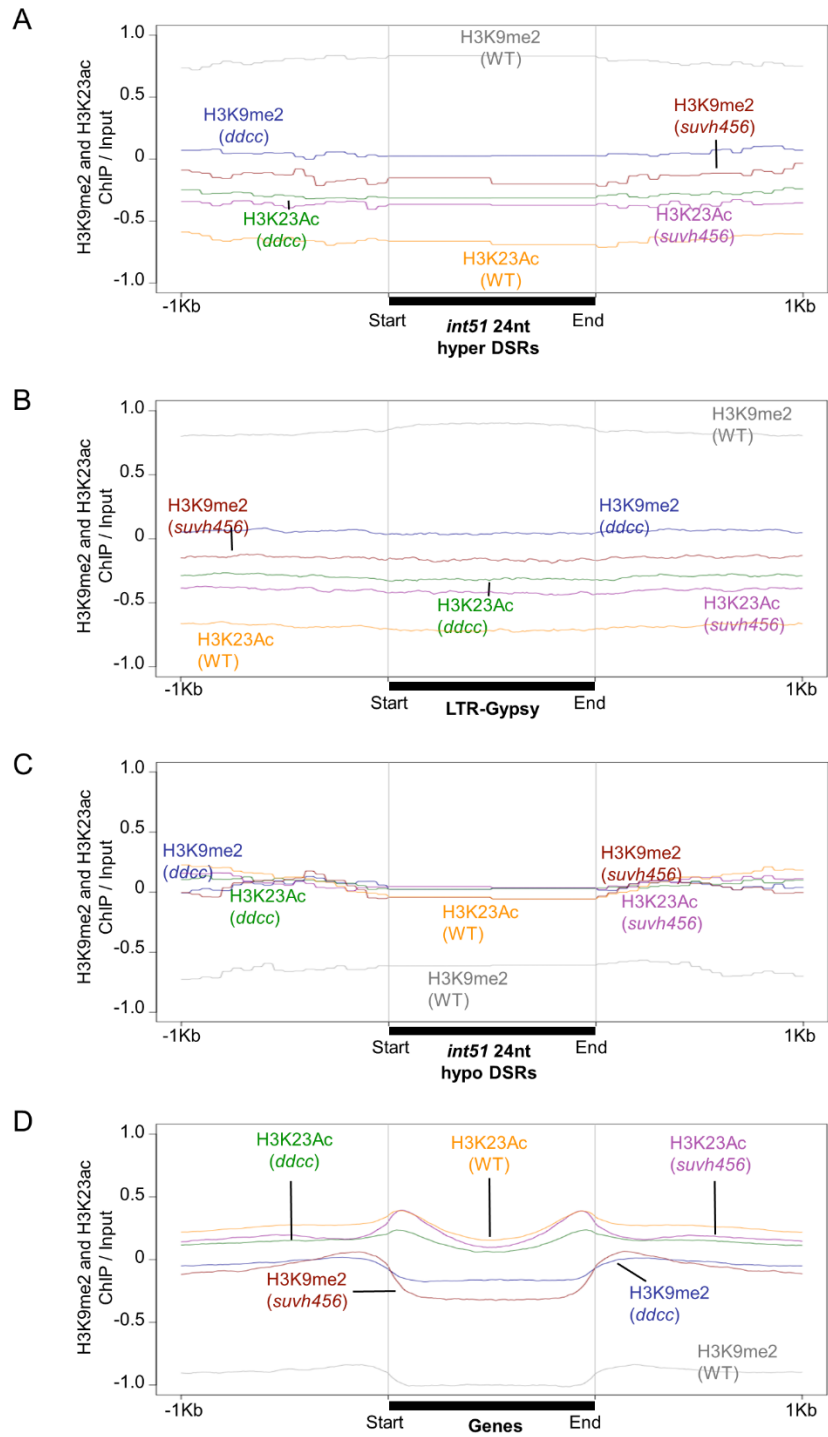 A
H3K9me2 and H3K23ac
ChIP / Input
1.0
0.5
0
-0.5
-1.0
H3K9me2
(WT)
H3K9me2
(ddcc)
H3K9me2
(suvh456)
H3K23Ac
(ddcc)
H3K23Ac
(suvh456)
H3K23Ac
(WT)
-1Kb
Start
End
1Kb
int51 24nt
hyper DSRs
B
H3K9me2 and H3K23ac
ChIP / Input
1.0
0.5
0
-0.5
-1.0
H3K9me2
(WT)
H3K9me2
(suvh456)
H3K9me2
(ddcc)
H3K23Ac
(ddcc)
H3K23Ac
(suvh456)
H3K23Ac
(WT)
-1Kb
Start
End
1Kb
LTR-Gypsy
C
H3K9me2 and H3K23ac
ChIP / Input
1.0
0.5
0
-0.5
-1.0
H3K9me2
(ddcc)
H3K9me2
(suvh456)
H3K23Ac
(ddcc)
H3K23Ac
(WT)
H3K23Ac
(suvh456)
H3K9me2
(WT)
-1Kb
Start
End
1Kb
int51 24nt
hypo DSRs
D
H3K9me2 and H3K23ac
ChIP / Input
1.0
0.5
0
-0.5
-1.0
H3K23Ac
(ddcc)
H3K23Ac
(WT)
H3K23Ac
(suvh456)
H3K9me2
(suvh456)
H3K9me2
(ddcc)
H3K9me2
(WT)
-1Kb
Start
End
1Kb
Genes